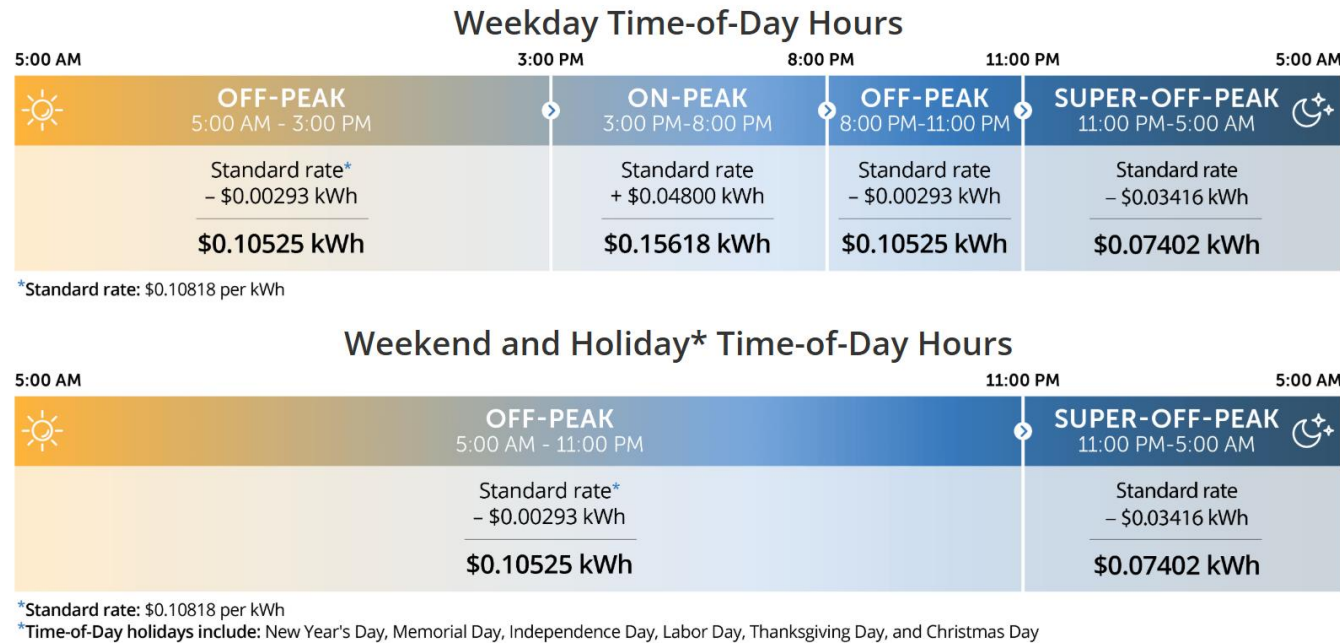 Weekday Time-of-Day Hours
5:00 AM 3:00 PM 8:00 PM 11:00 PM 5:00 AM
OFF-PEAK ON-PEAK OFF-PEAK SUPER-OFF-PEAK
5:00 AM - 3:00 PM 3:00 PM-8:00 PM 8:00 PM-11:00 PM 11:00 PM-5:00 AM
Standard rate* Standard rate Standard rate Standard rate
– $0.00293 kWh + $0.04800 kWh – $0.00293 kWh – $0.03416 kWh
$0.10525 kWh $0.15618 kWh $0.10525 kWh $0.07402 kWh
*Standard rate: $0.10818 per kWh
Weekend and Holiday* Time-of-Day Hours
5:00 AM 11:00 PM 5:00 AM
OFF-PEAK SUPER-OFF-PEAK
5:00 AM - 11:00 PM 11:00 PM-5:00 AM
Standard rate* Standard rate
– $0.00293 kWh – $0.03416 kWh
$0.10525 kWh $0.07402 kWh
*Standard rate: $0.10818 per kWh
*Time-of-Day holidays include: New Year's Day, Memorial Day, Independence Day, Labor Day, Thanksgiving Day, and Christmas Day